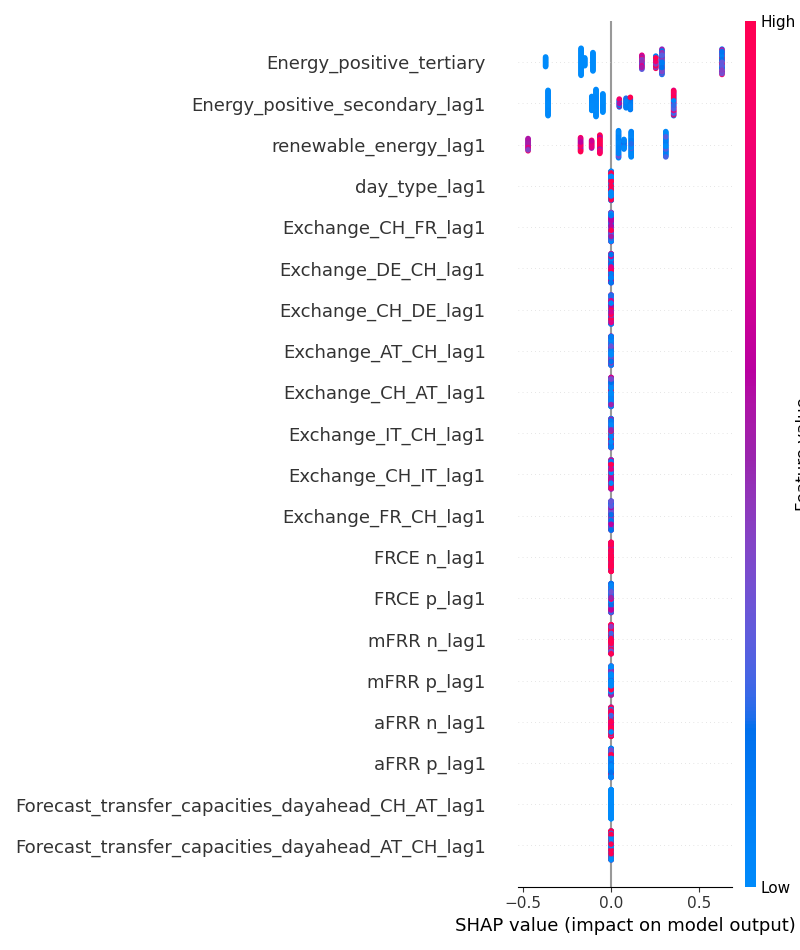 High
Energy_positive_tertiary
Energy_positive_secondary_lag1
renewable_energy_lag1
day_type_lag1
Exchange_CH_FR_lag1
Exchange_DE_CH_lag1
Exchange_CH_DE_lag1
Exchange_AT_CH_lag1
Exchange_CH_AT_lag1
Exchange_IT_CH_lag1
Exchange_CH_IT_lag1
Exchange_FR_CH_lag1
FRCE n_lag1
FRCE p_lag1
mFRR n_lag1
mFRR p_lag1
aFRR n_lag1
aFRR p_lag1
Forecast_transfer_capacities_dayahead_CH_AT_lag1
Forecast_transfer_capacities_dayahead_AT_CH_lag1
Low
−0.5 0.0 0.5
SHAP value (impact on model output)